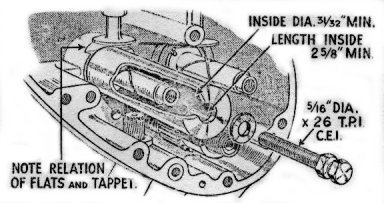 INSIDE DIA. 31/32" MIN.
LENGTH INSIDE
2 5/8" MIN.
5/16" DIA.
x 26 T.P.I.
C.E.I.
NOTE RELATION
OF FLATS AND TAPPET.